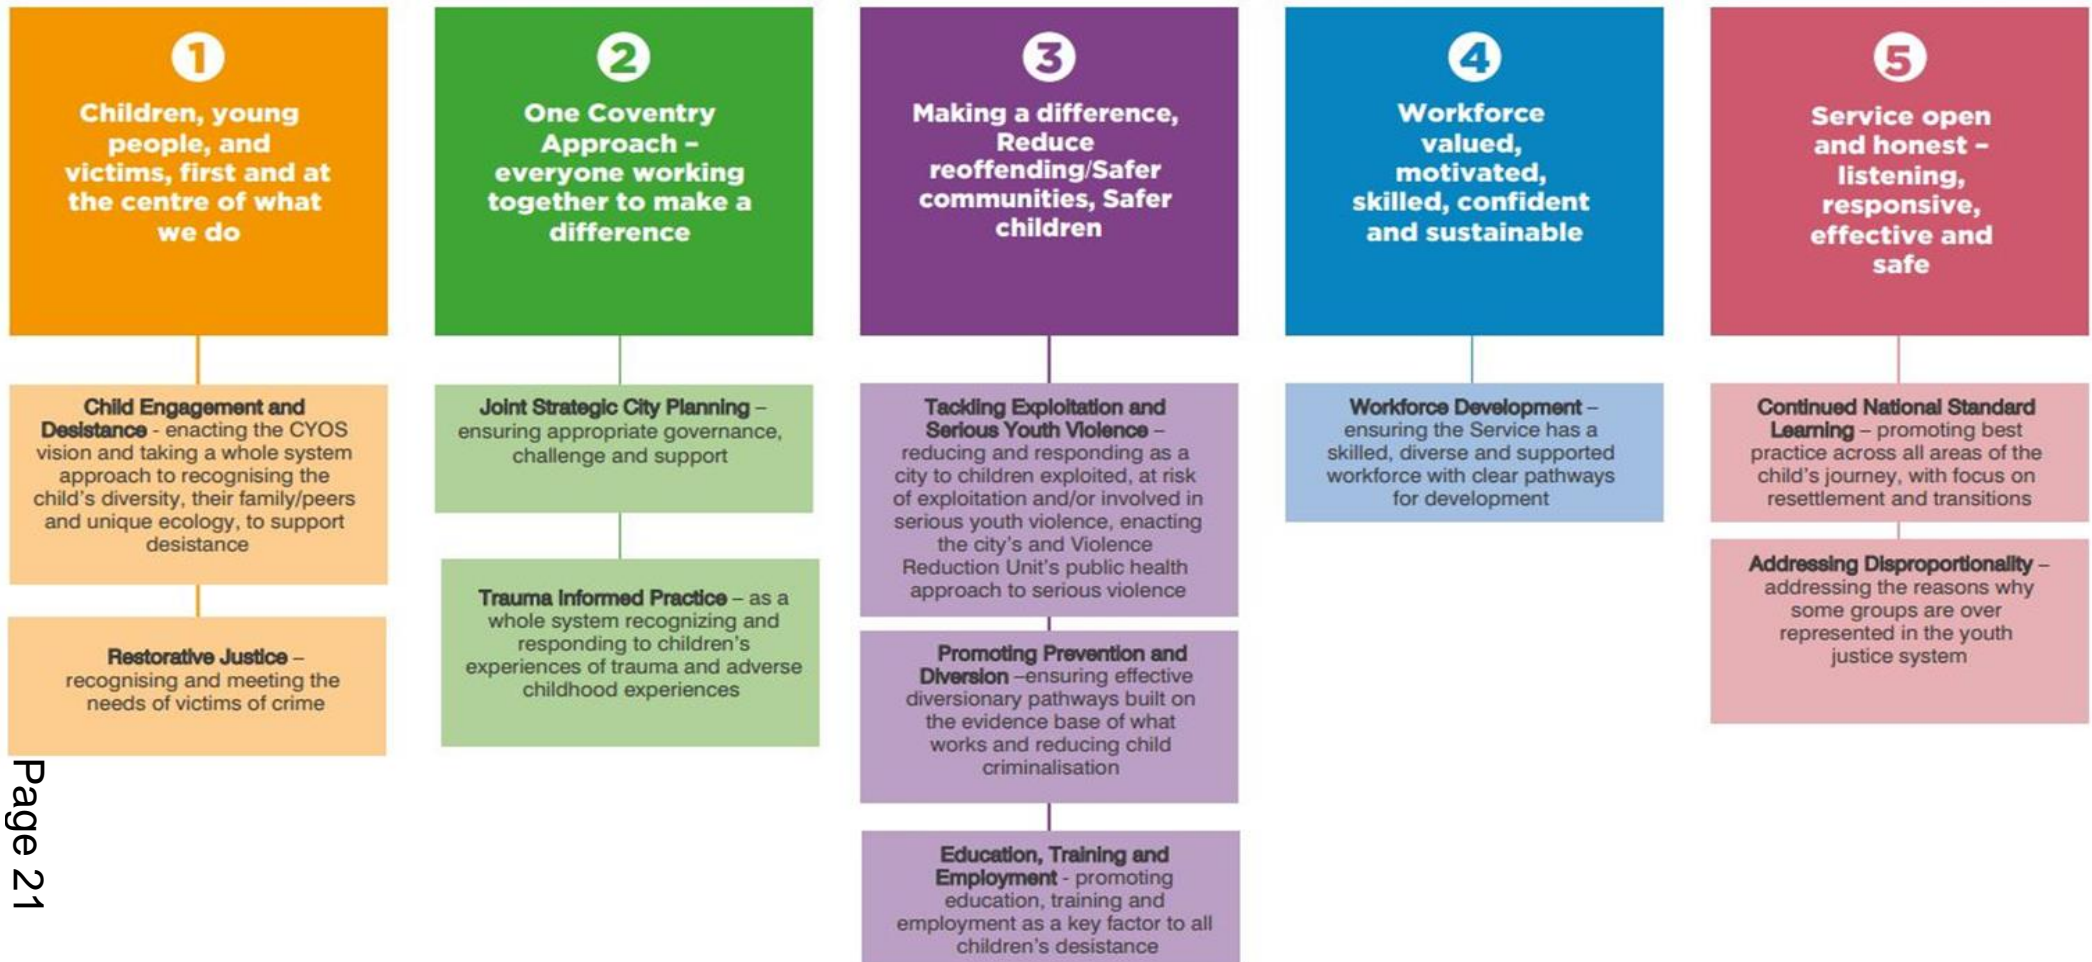 1
Children, young
people, and
victims, first and at
the centre of what
we do
Child Engagement and
Desistance - enacting the CYOS
vision and taking a whole system
approach to recognising the
child's diversity, their family/peers
and unique ecology, to support
desistance
Restorative Justice –
recognising and meeting the
needs of victims of crime
2
One Coventry
Approach –
everyone working
together to make a
difference
Joint Strategic City Planning –
ensuring appropriate governance,
challenge and support
Trauma Informed Practice – as a
whole system recognizing and
responding to children's
experiences of trauma and adverse
childhood experiences
3
Making a difference,
Reduce
reoffending/Safer
communities, Safer
children
Tackling Exploitation and
Serious Youth Violence –
reducing and responding as a
city to children exploited, at risk
of exploitation and/or involved in
serious youth violence, enacting
the city's and Violence
Reduction Unit's public health
approach to serious violence
Promoting Prevention and
Diversion –ensuring effective
diversionary pathways built on
the evidence base of what
works and reducing child
criminalisation
Education, Training and
Employment - promoting
education, training and
employment as a key factor to all
children's desistance
4
Workforce
valued,
motivated,
skilled, confident
and sustainable
Workforce Development –
ensuring the Service has a
skilled, diverse and supported
workforce with clear pathways
for development
5
Service open
and honest –
listening,
responsive,
effective and
safe
Continued National Standard
Learning – promoting best
practice across all areas of the
child's journey, with focus on
resettlement and transitions
Addressing Disproportionality –
addressing the reasons why
some groups are over
represented in the youth
justice system
Page 21